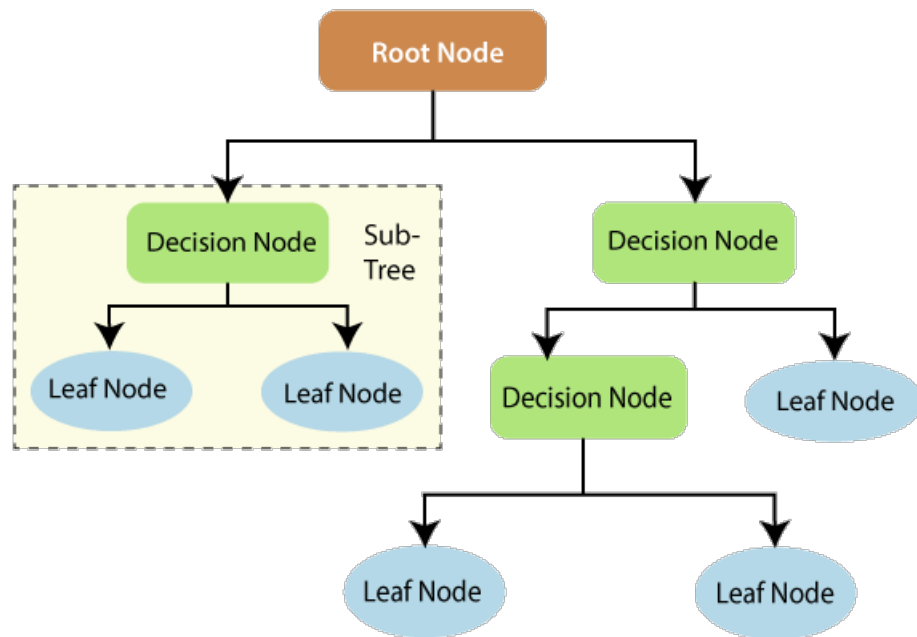 Root Node
Decision Node
Sub-
Tree
Decision Node
Leaf Node
Leaf Node
Decision Node
Leaf Node
Leaf Node
Leaf Node